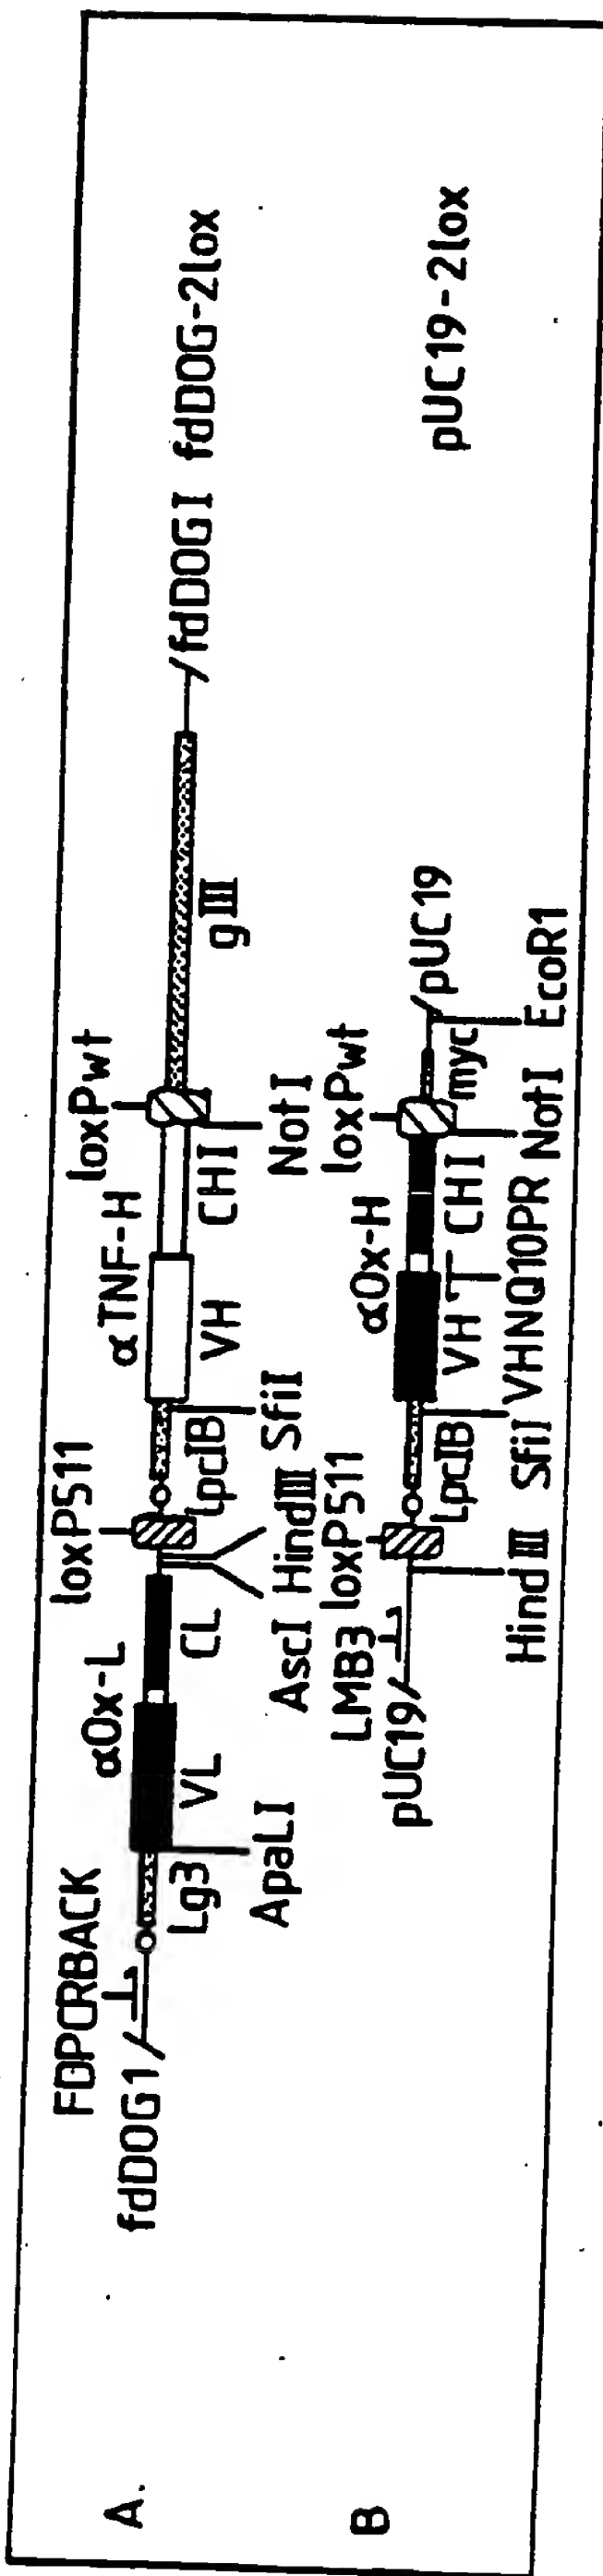 A.
FDPCRBACK
αOx-L
loxP511
αTNF-H
loxPwt
fdDOG1
Lg3
VL
CL
LpclB
VH
CHI
gIII
fdDOGI
fdDOG-2lox
ApaLI
AscI
HindIII
SfiI
NotI
B
LMB3
loxP511
αOx-H
loxPwt
pUC19
LpclB
VH
CHI
myc
pUC19
pUC19-2lox
HindIII
SfiI
VHNQ10PR
NotI
EcoR1